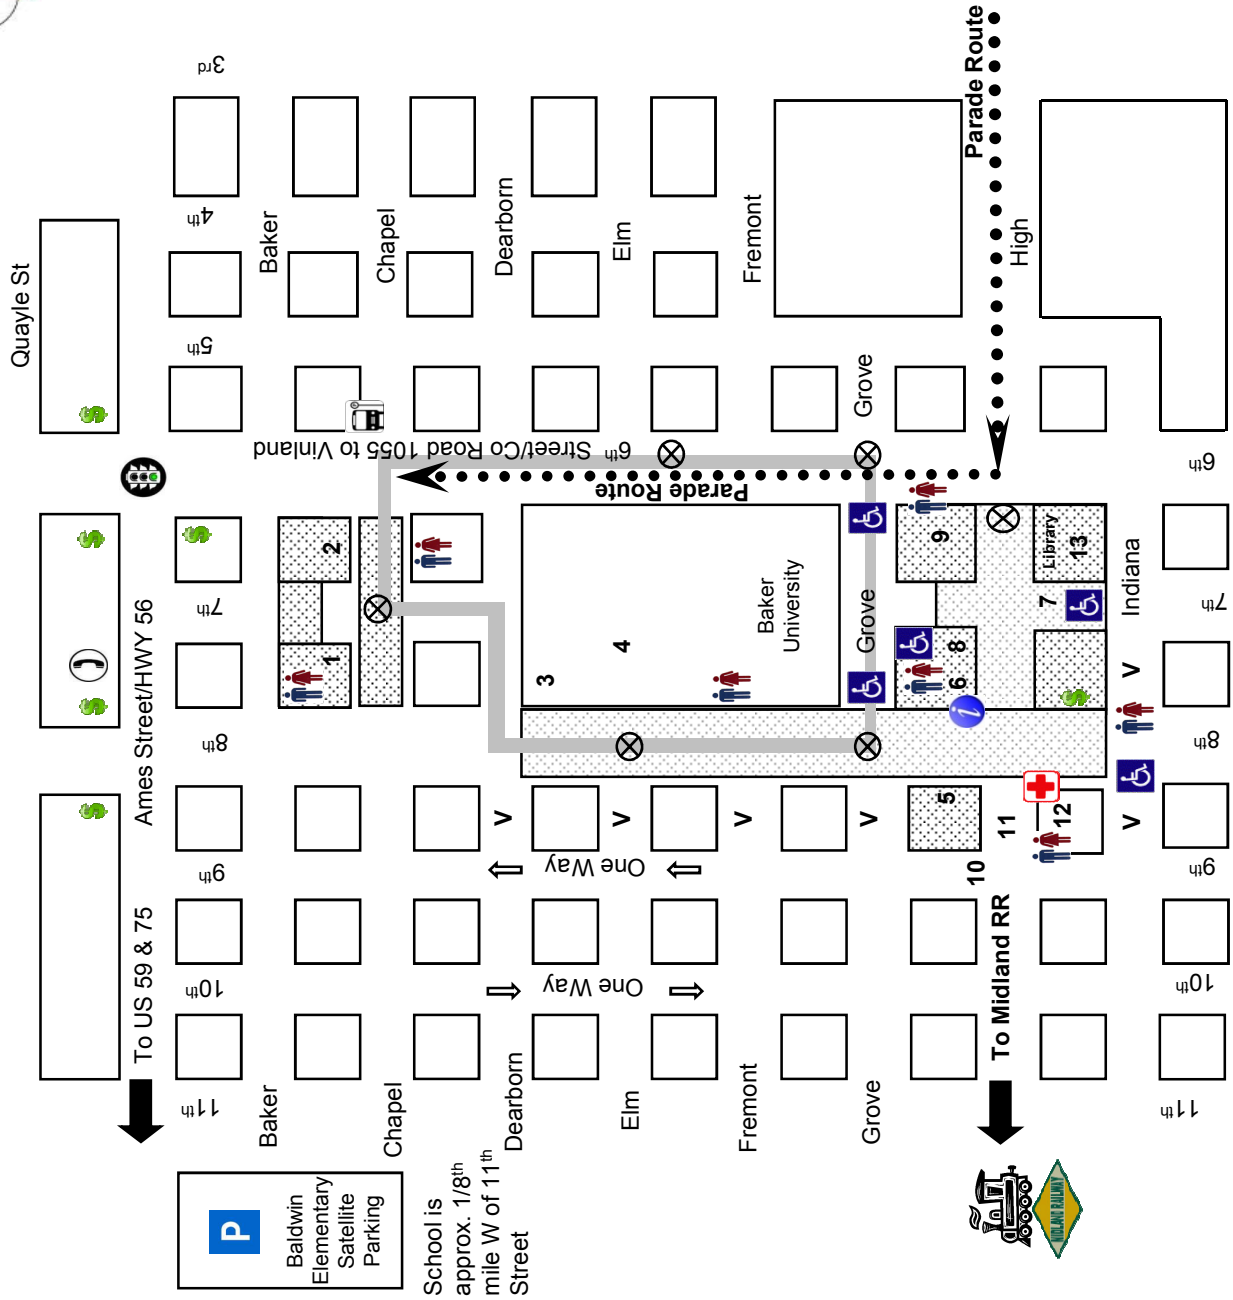 3rd
4th
5th
6th Street/Co Road 1055 to Vinland
7th
8th
9th
10th
11th
Quayle St
Ames Street/HWY 56
To US 59 & 75
Baker
Chapel
Dearborn
Elm
Fremont
High
Parade Route
Parade Route
Grove
Grove
Baker
University
Library
Indiana
1
2
3
4
5
6
7
8
9
10
11
12
13
V
V
V
V
V
V
One Way
One Way
6th
7th
8th
9th
10th
11th
To Midland RR
Baker
Chapel
Dearborn
Elm
Fremont
Grove
P
Baldwin
Elementary
Satellite
Parking
School is
approx. 1/8th
mile W of 11th
Street
MIDLAND RAILWAY
i
$
$
$
$
$
$